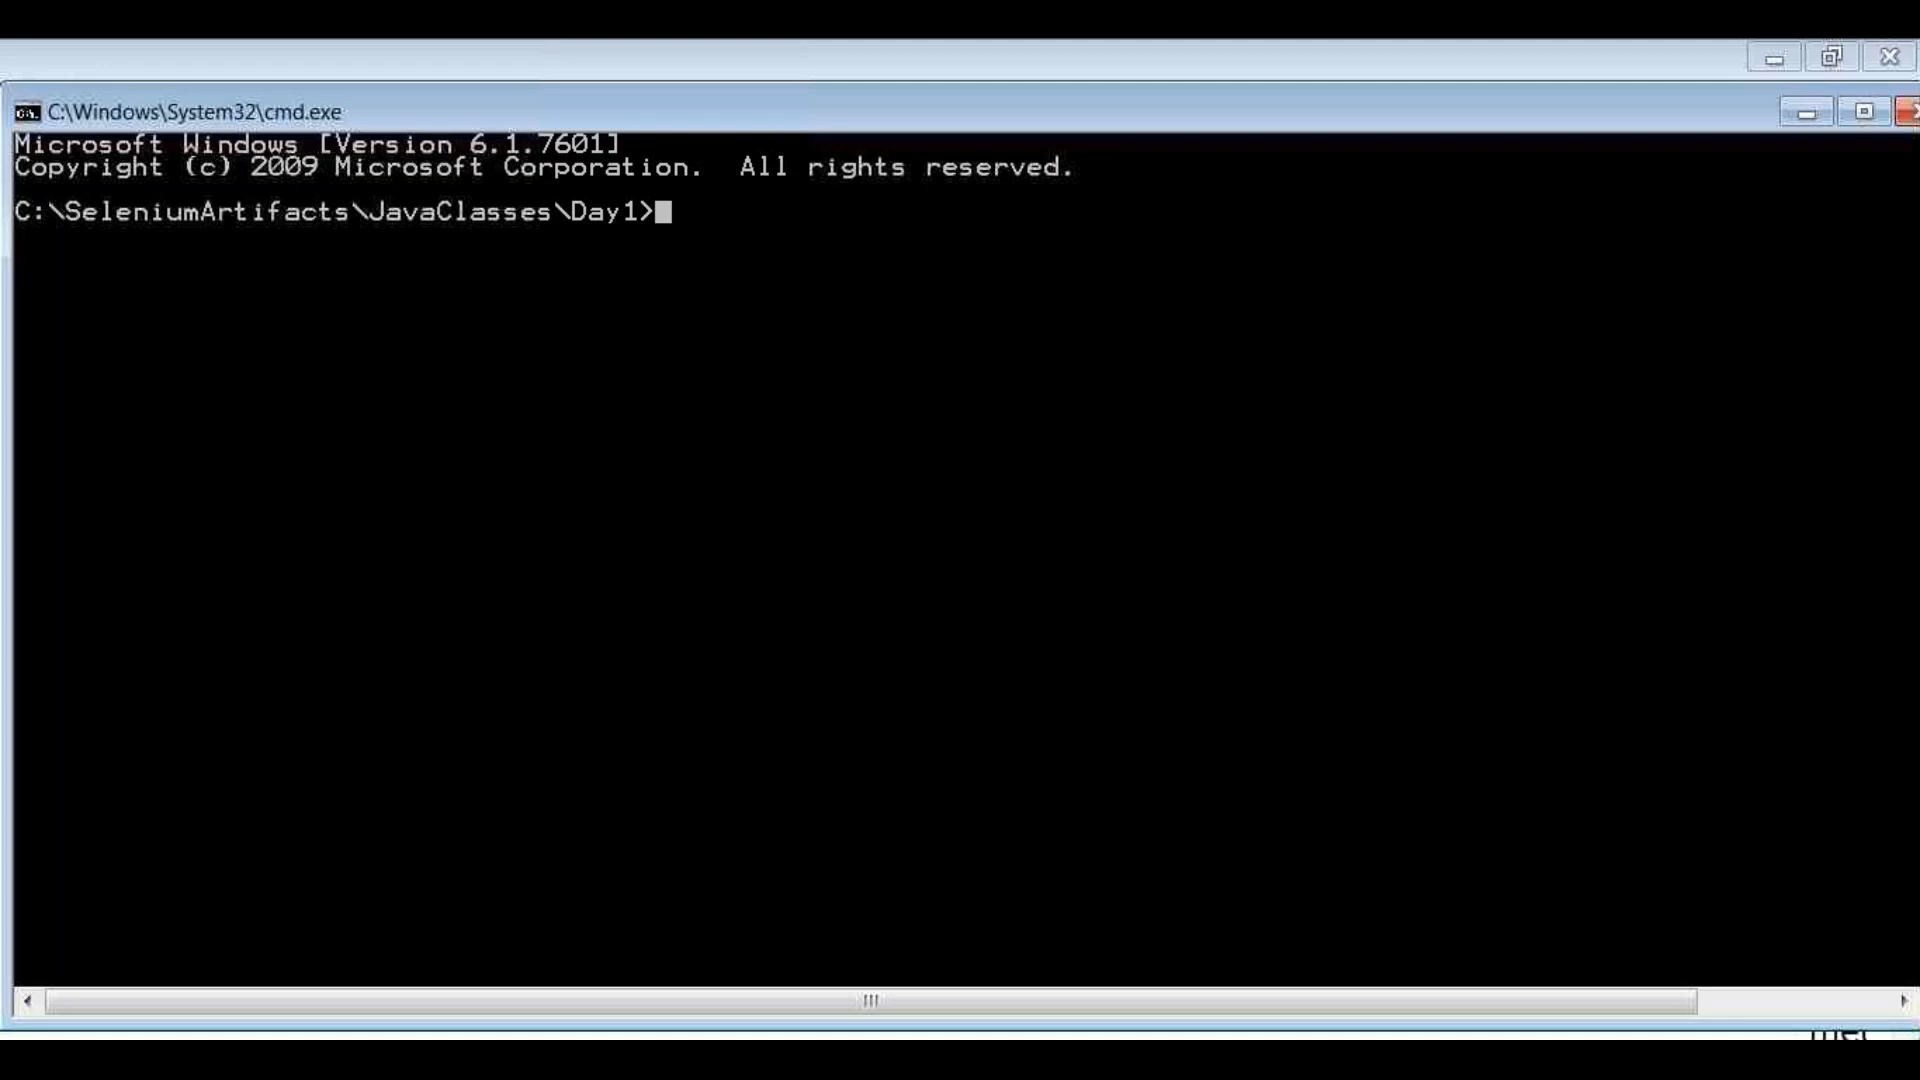 C:\Windows\System32\cmd.exe
Microsoft Windows [Version 6.1.7601]
Copyright (c) 2009 Microsoft Corporation.  All rights reserved.
C:\SeleniumArtifacts\JavaClasses\Day1>